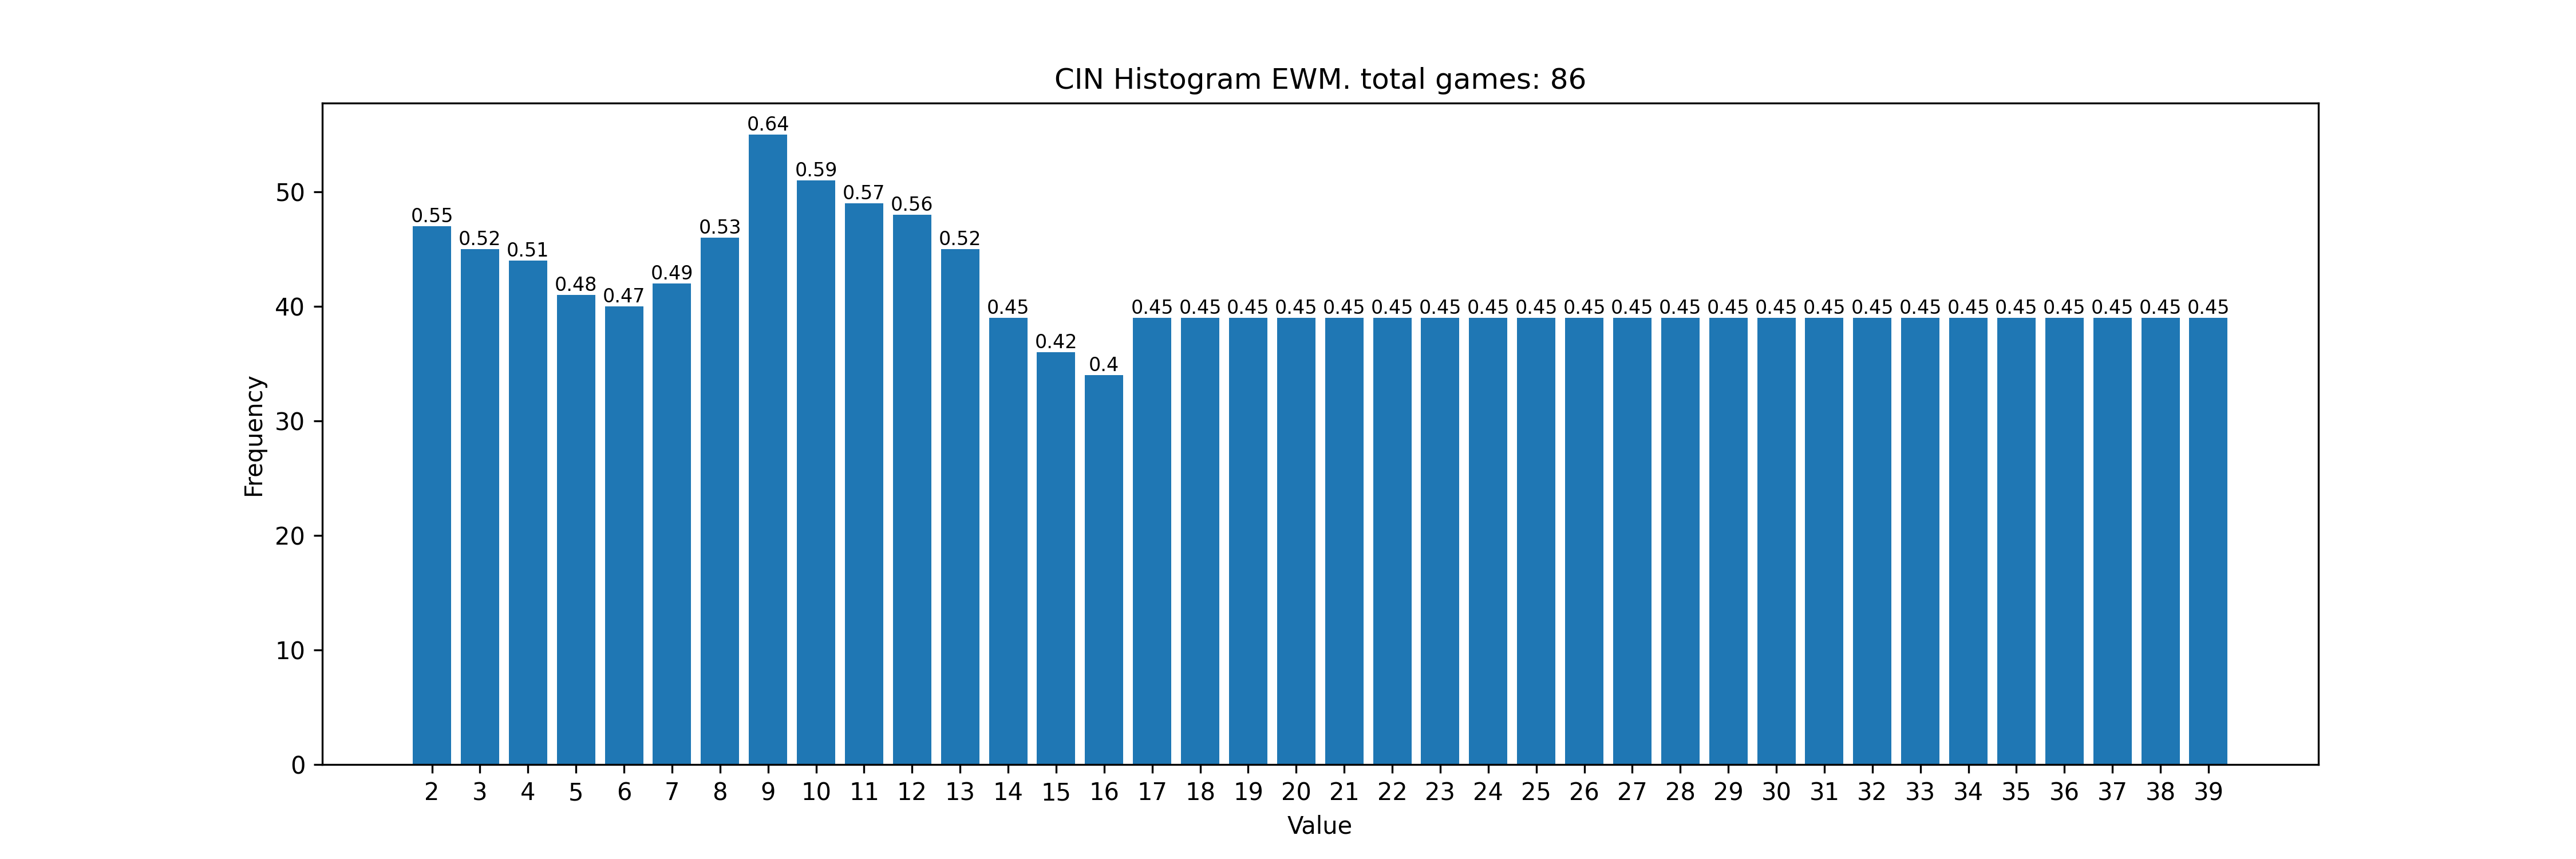 CIN Histogram EWM. total games: 86
0.55 0.52 0.51 0.48 0.47 0.49 0.53 0.64 0.59 0.57 0.56 0.52 0.45 0.42 0.4 0.45 0.45 0.45 0.45 0.45 0.45 0.45 0.45 0.45 0.45 0.45 0.45 0.45 0.45 0.45 0.45 0.45 0.45 0.45 0.45 0.45 0.45 0.45
Frequency
50
40
30
20
10
0
2 3 4 5 6 7 8 9 10 11 12 13 14 15 16 17 18 19 20 21 22 23 24 25 26 27 28 29 30 31 32 33 34 35 36 37 38 39
Value